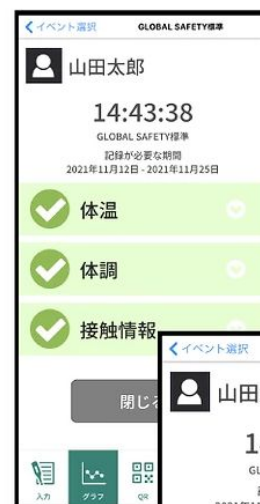 イベント選択 GLOBAL SAFETY標準
山田太郎
14:43:38
GLOBAL SAFETY標準
記録が必要な期間
2021年11月12日 - 2021年11月25日
体温
体調
接触情報
閉じ
入力 グラフ QR
イベント選択
山田